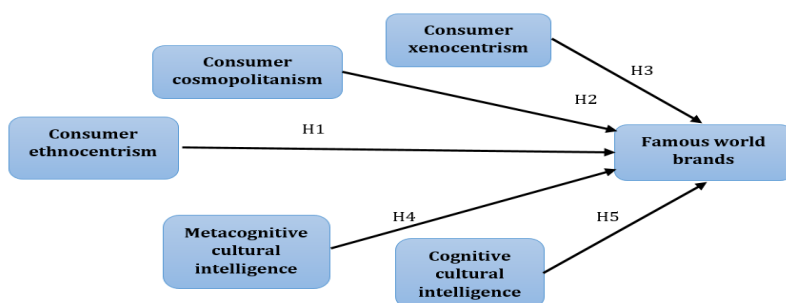 Consumer
xenocentrism
Consumer
cosmopolitanism
H3
H2
Consumer
ethnocentrism
H1
Famous world
brands
Metacognitive
cultural
intelligence
H4
H5
Cognitive
cultural
intelligence